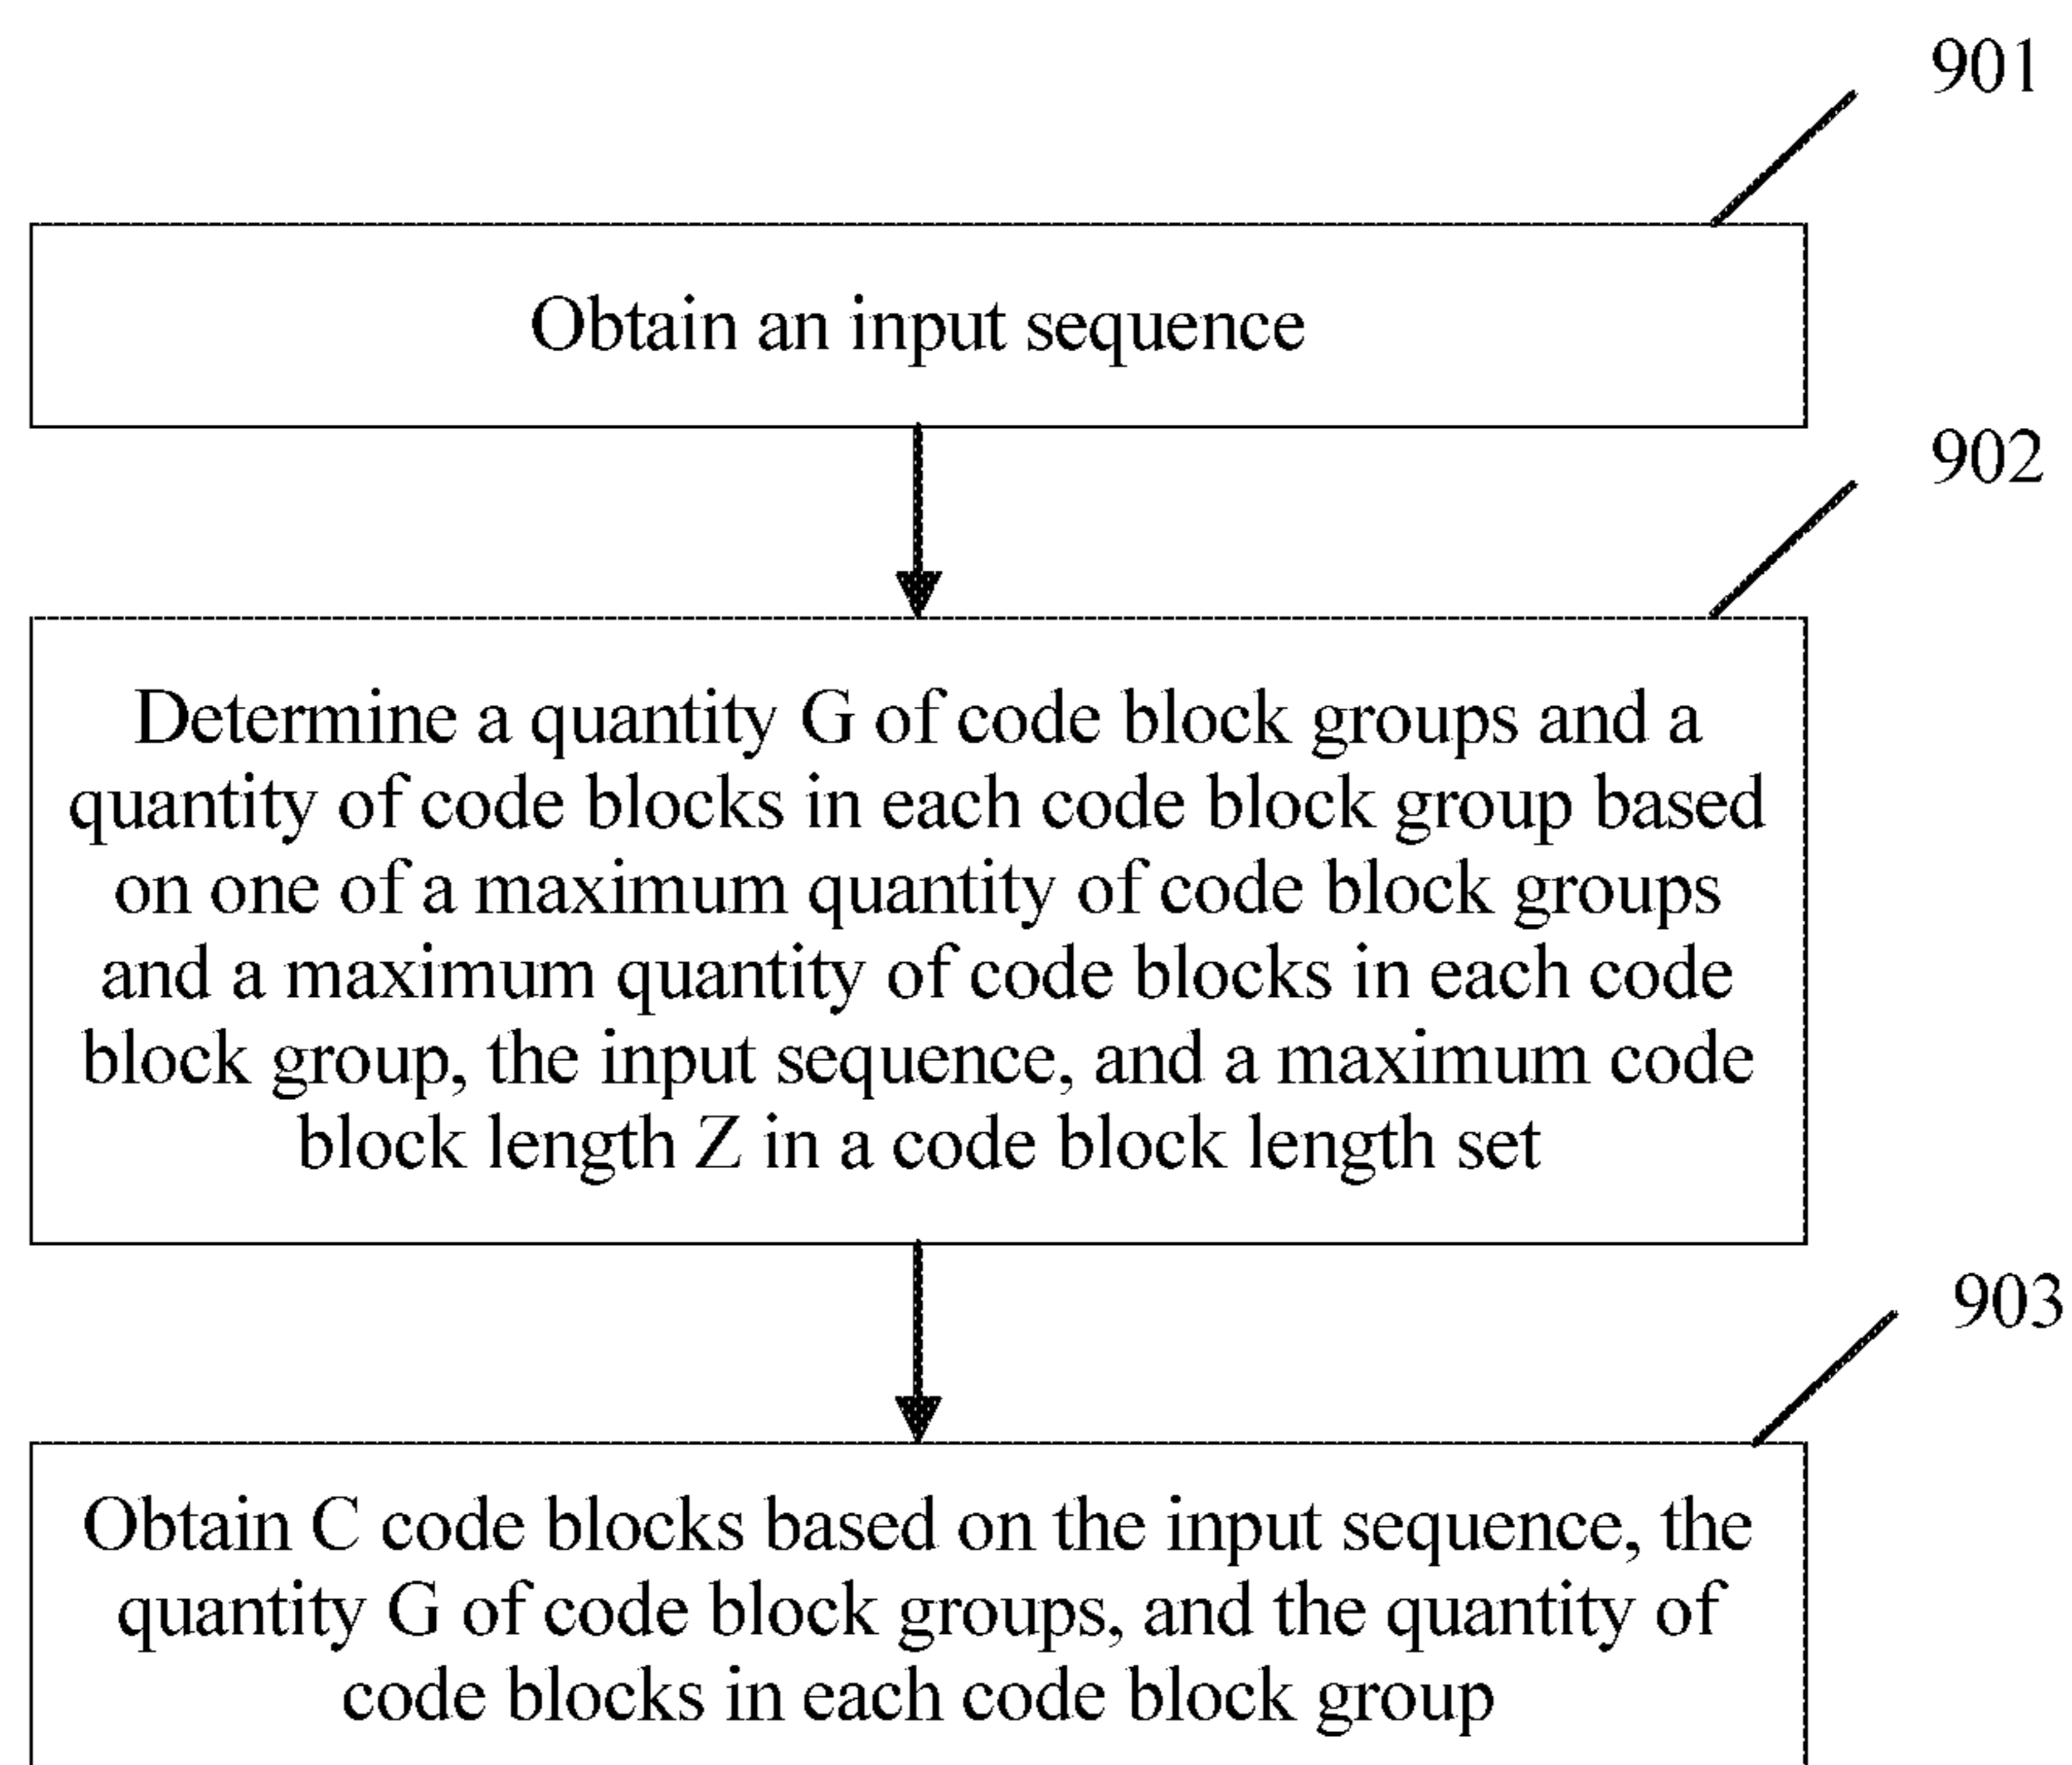 901
Obtain an input sequence
902
Determine a quantity G of code block groups and a
quantity of code blocks in each code block group based
on one of a maximum quantity of code block groups
and a maximum quantity of code blocks in each code
block group, the input sequence, and a maximum code
block length Z in a code block length set
903
Obtain C code blocks based on the input sequence, the
quantity G of code block groups, and the quantity of
code blocks in each code block group